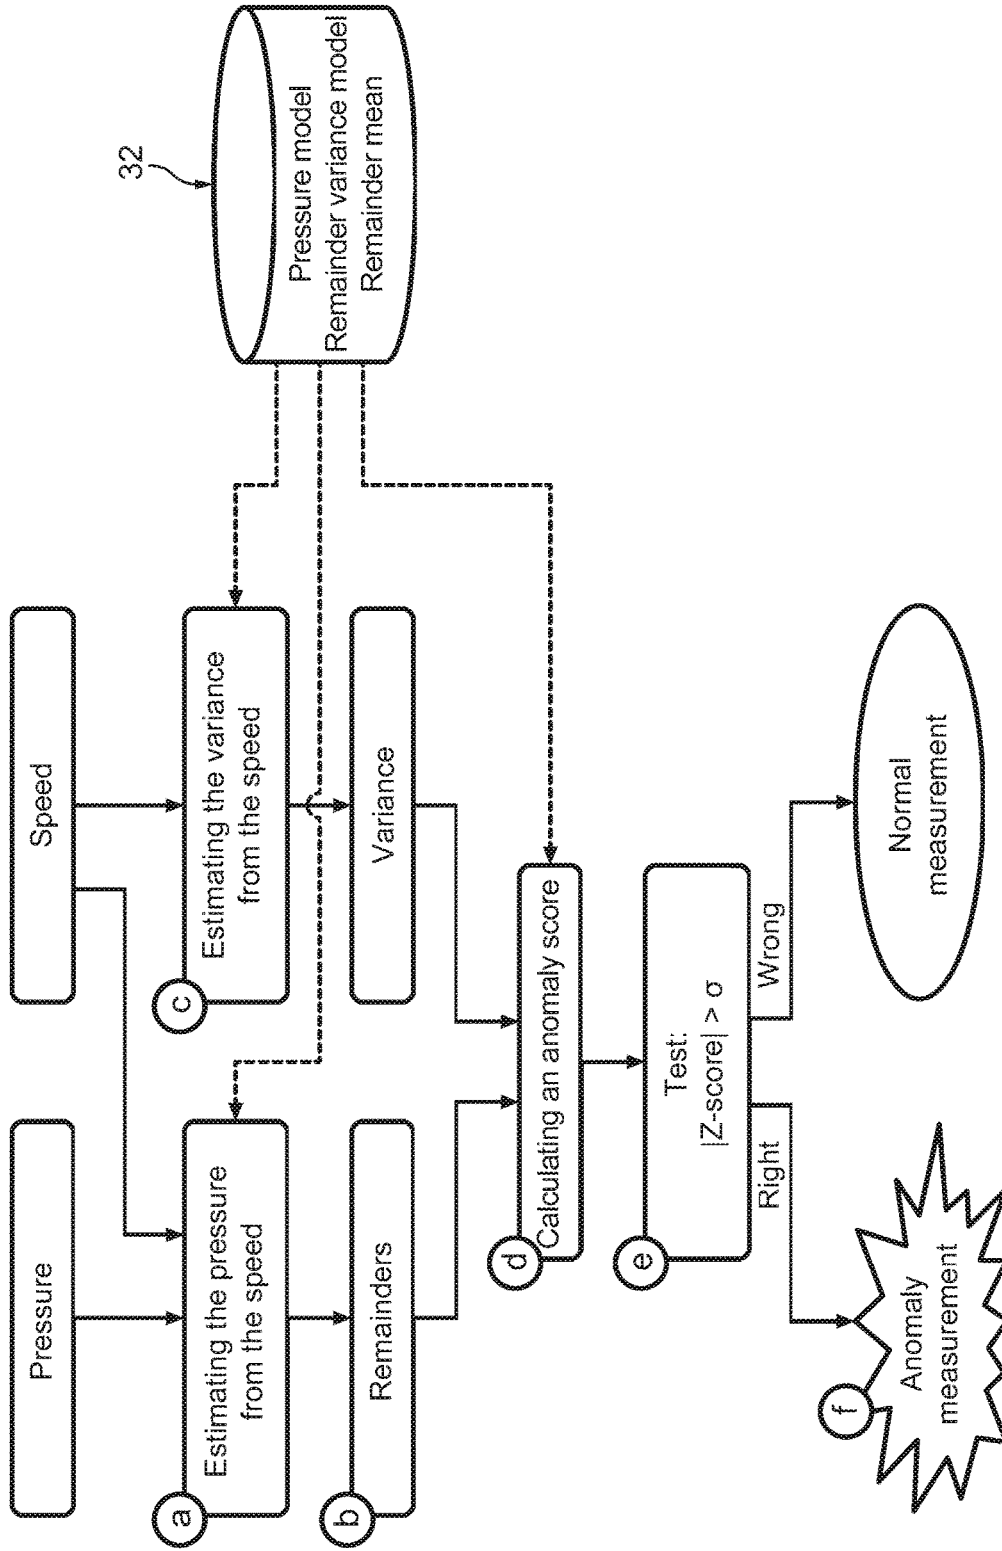 Pressure
Speed
a
Estimating the pressure
from the speed
c
Estimating the variance
from the speed
b
Remainders
Variance
d
Calculating an anomaly score
e
Test:
|Z-score| > σ
Right
Wrong
f
Anomaly
measurement
Normal
measurement
32
Pressure model
Remainder variance model
Remainder mean